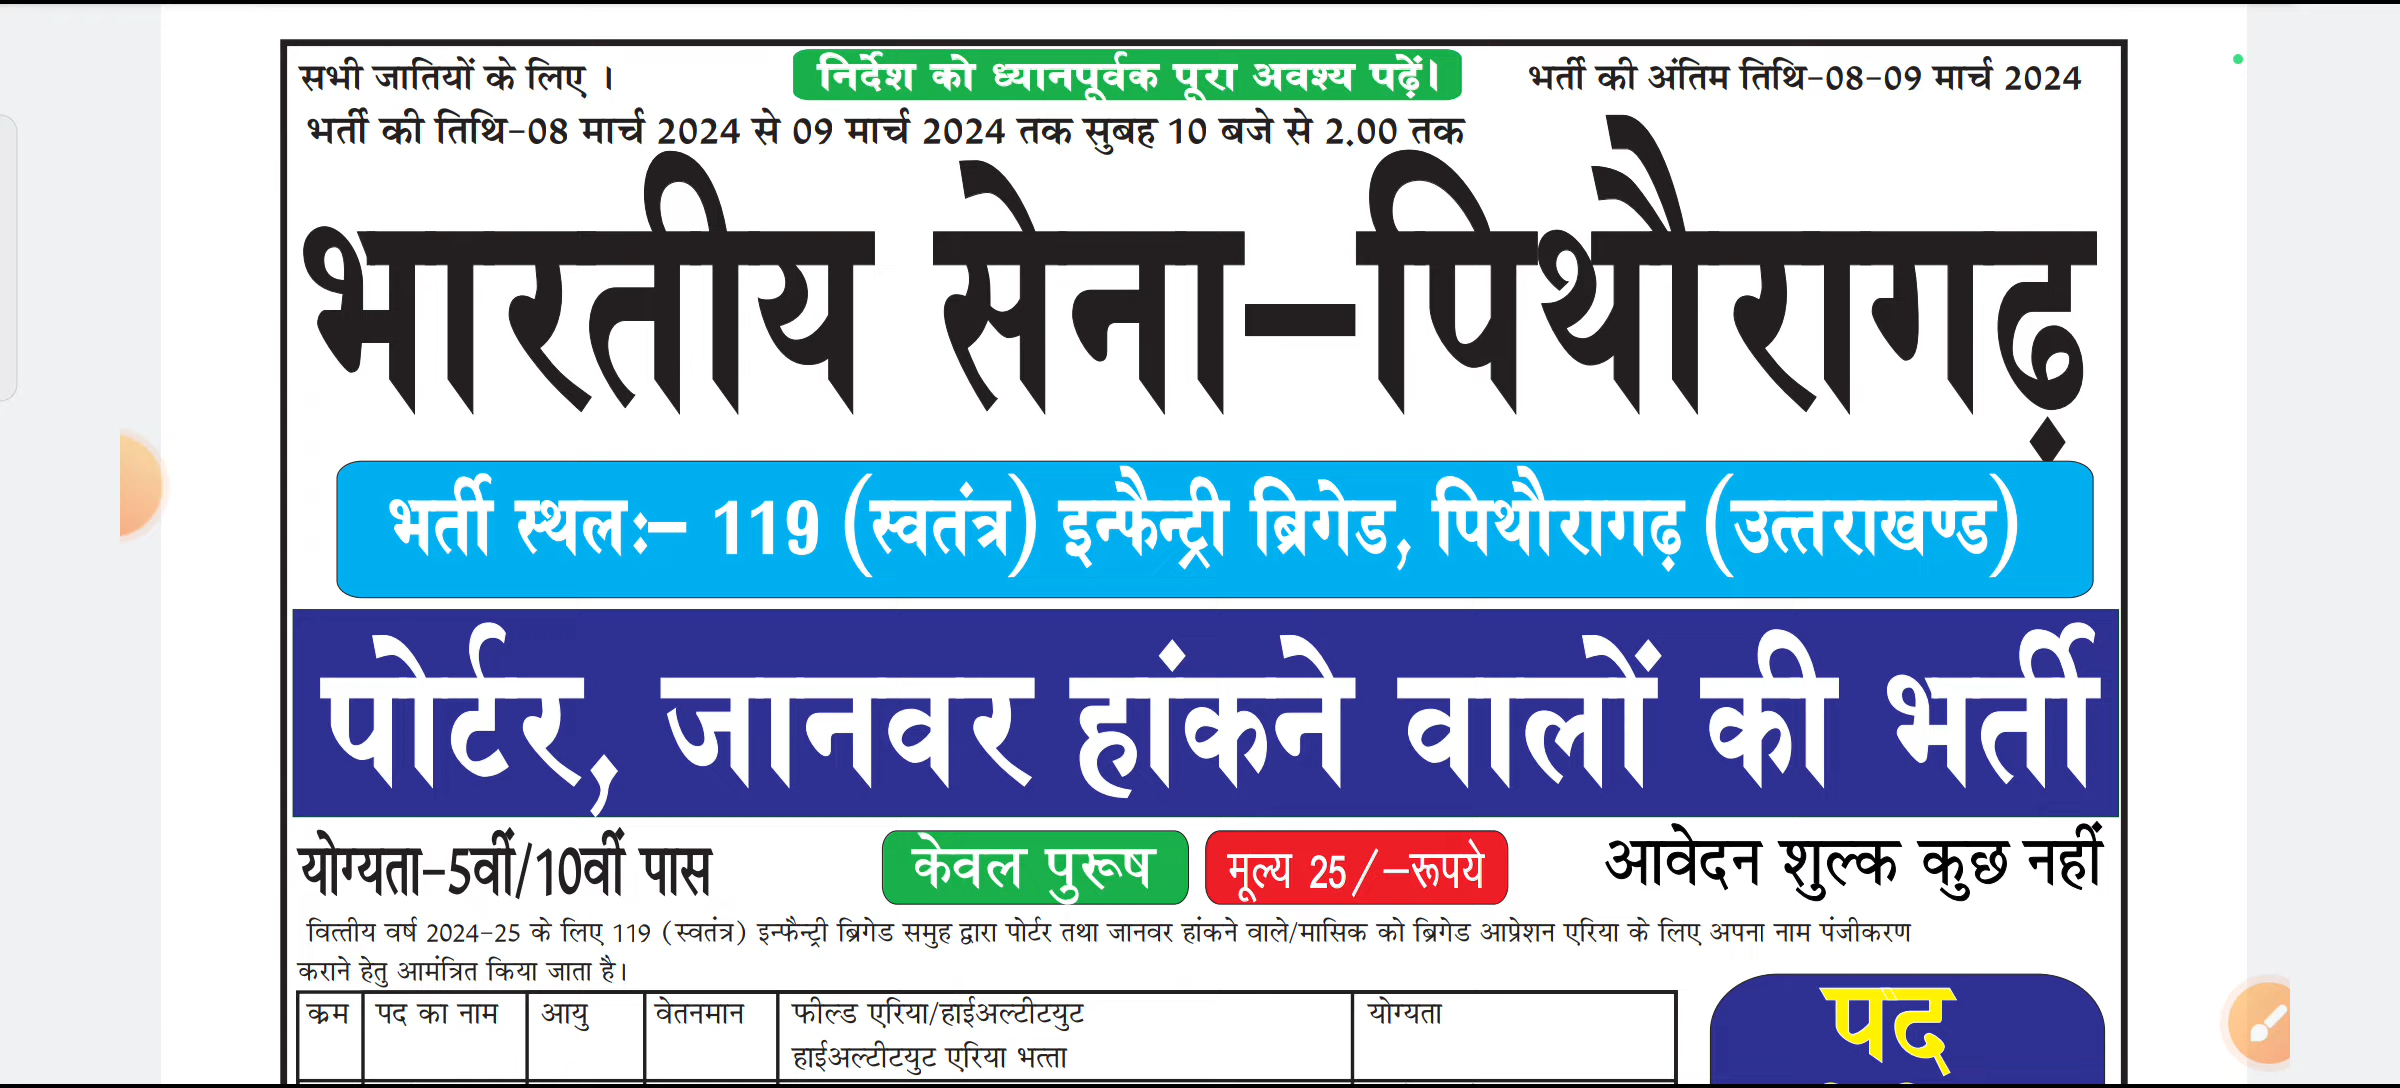 सभी जातियों के लिए ।
निर्देश को ध्यानपूर्वक पूरा अवश्य पढ़ें।
भर्ती की अंतिम तिथि-08-09 मार्च 2024
भर्ती की तिथि-08 मार्च 2024 से 09 मार्च 2024 तक सुबह 10 बजे से 2.00 तक
भारतीय सेना-पिथौरागढ़
भर्ती स्थलः- 119 (स्वतंत्र) इन्फैन्ट्री ब्रिगेड, पिथौरागढ़ (उत्तराखण्ड)
पोर्टर, जानवर हांकने वालों की भर्ती
योग्यता-5वीं/10वीं पास
केवल पुरूष
मूल्य 25/-रूपये
आवेदन शुल्क कुछ नहीं
वित्तीय वर्ष 2024-25 के लिए 119 (स्वतंत्र) इन्फैन्ट्री ब्रिगेड समुह द्वारा पोर्टर तथा जानवर हांकने वाले/मासिक को ब्रिगेड आप्रेशन एरिया के लिए अपना नाम पंजीकरण
कराने हेतु आमंत्रित किया जाता है।
क्रम पद का नाम आयु वेतनमान फील्ड एरिया/हाईअल्टीटयुट योग्यता
हाईअल्टीटयुट एरिया भत्ता
पद